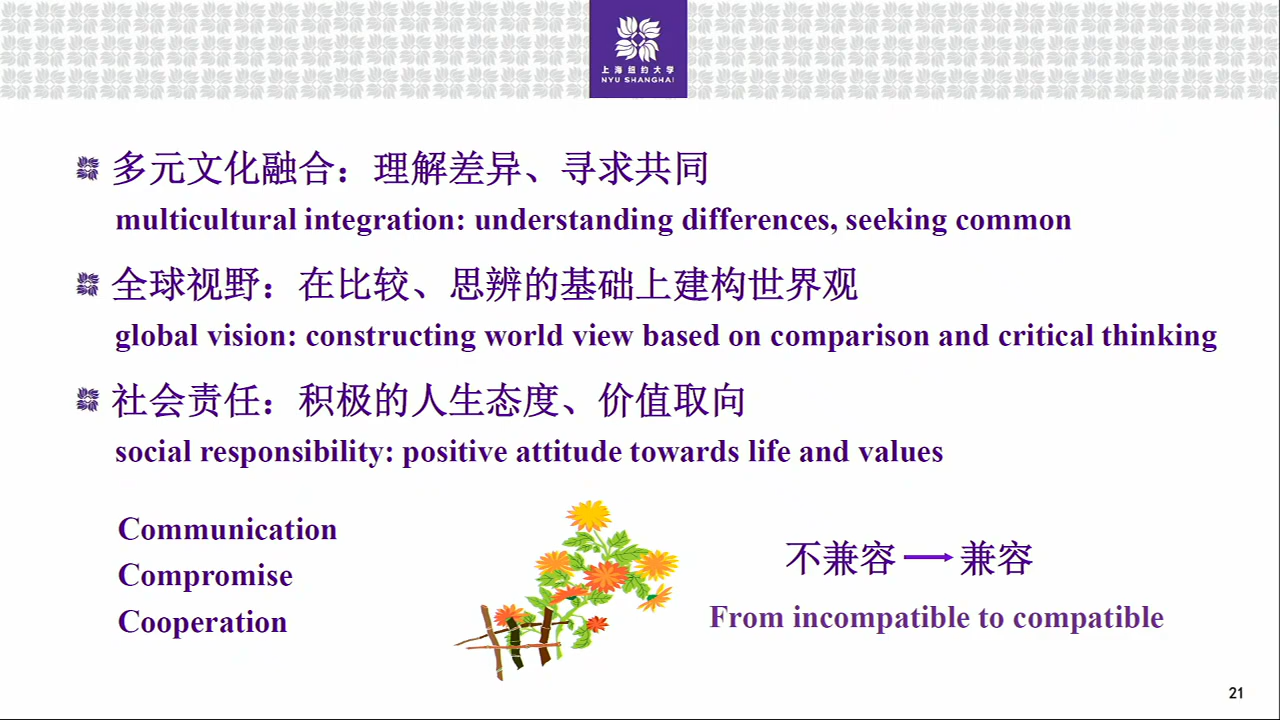 上海纽约大学
NYU SHANGHAI
多元文化融合：理解差异、寻求共同
multicultural integration: understanding differences, seeking common
全球视野：在比较、思辨的基础上建构世界观
global vision: constructing world view based on comparison and critical thinking
社会责任：积极的人生态度、价值取向
social responsibility: positive attitude towards life and values
Communication
Compromise
Cooperation
不兼容 → 兼容
From incompatible to compatible
21